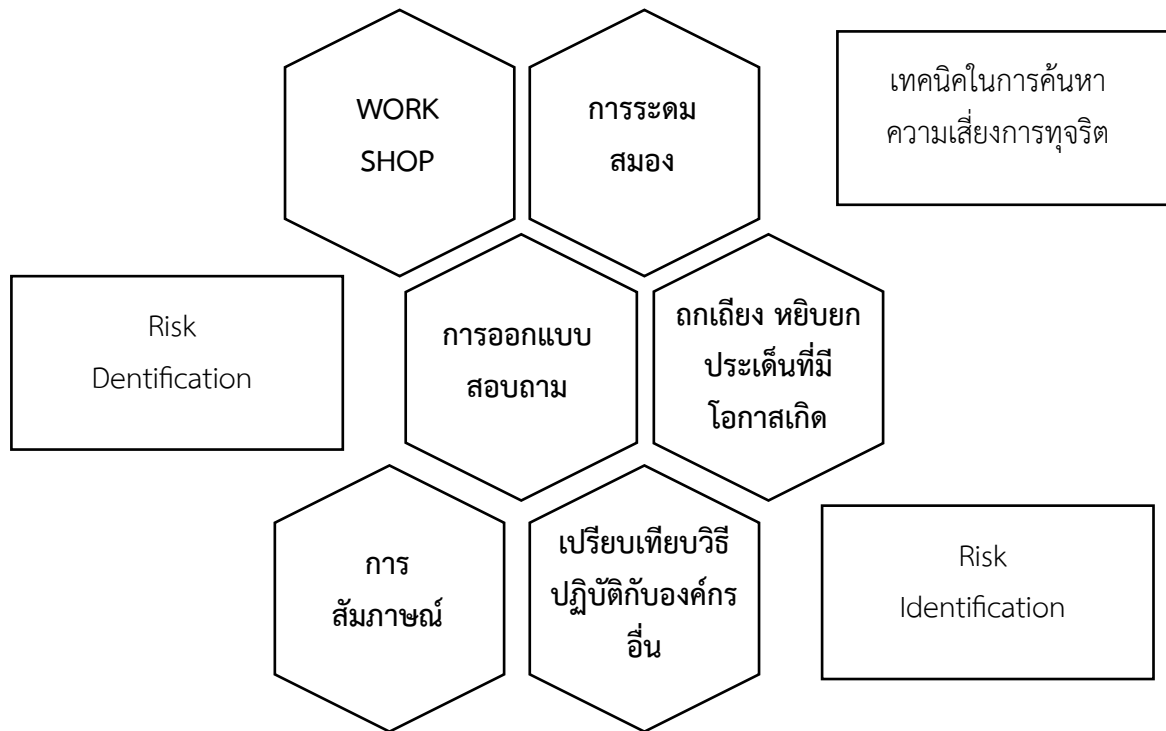 WORK
SHOP
การระดม
สมอง
เทคนิคในการค้นหา
ความเสี่ยงการทุจริต
Risk
Dentification
การออกแบบ
สอบถาม
ถกเถียง หยิบยก
ประเด็นที่มี
โอกาสเกิด
การ
สัมภาษณ์
เปรียบเทียบวิธี
ปฏิบัติกับองค์กร
อื่น
Risk
Identification